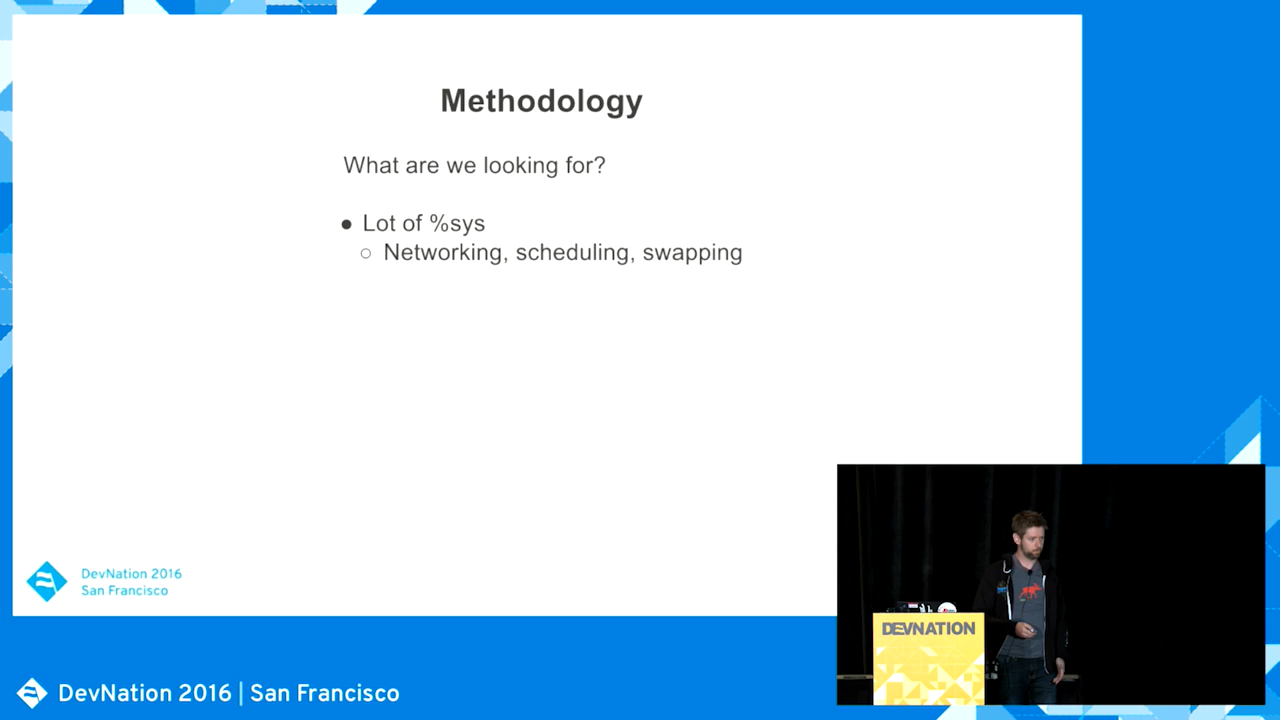 Methodology
What are we looking for?
● Lot of %sys
○ Networking, scheduling, swapping
DevNation 2016
San Francisco
DEVNATION
DevNation 2016 | San Francisco